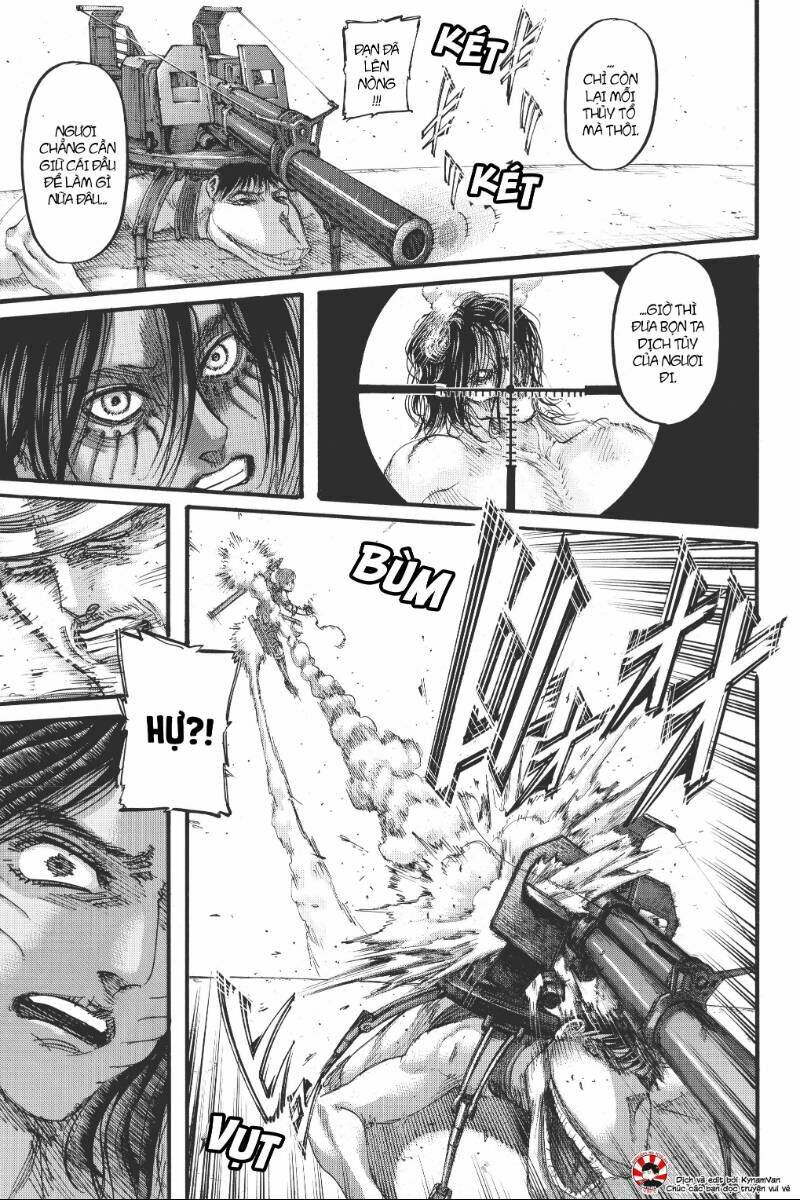 ...
CHỈ CÒN
LẠI MỖI
THỦY TỔ
MÀ THÔI.
ĐẠN ĐÃ
LÊN
NÒNG
!!!
KÉT
KÉT
NGƯƠI
CHẲNG CẦN
GIỮ CÁI ĐẦU
ĐỂ LÀM GÌ
NỮA ĐÂU...
...GIỜ THÌ
ĐƯA BỌN TA
DỊCH TỦY
CỦA NGƯƠI
ĐI.
BÙM
HỰ?!
VỤT
Dịch và edit bởi KynamVan
Chúc các bạn đọc truyện vui vẻ